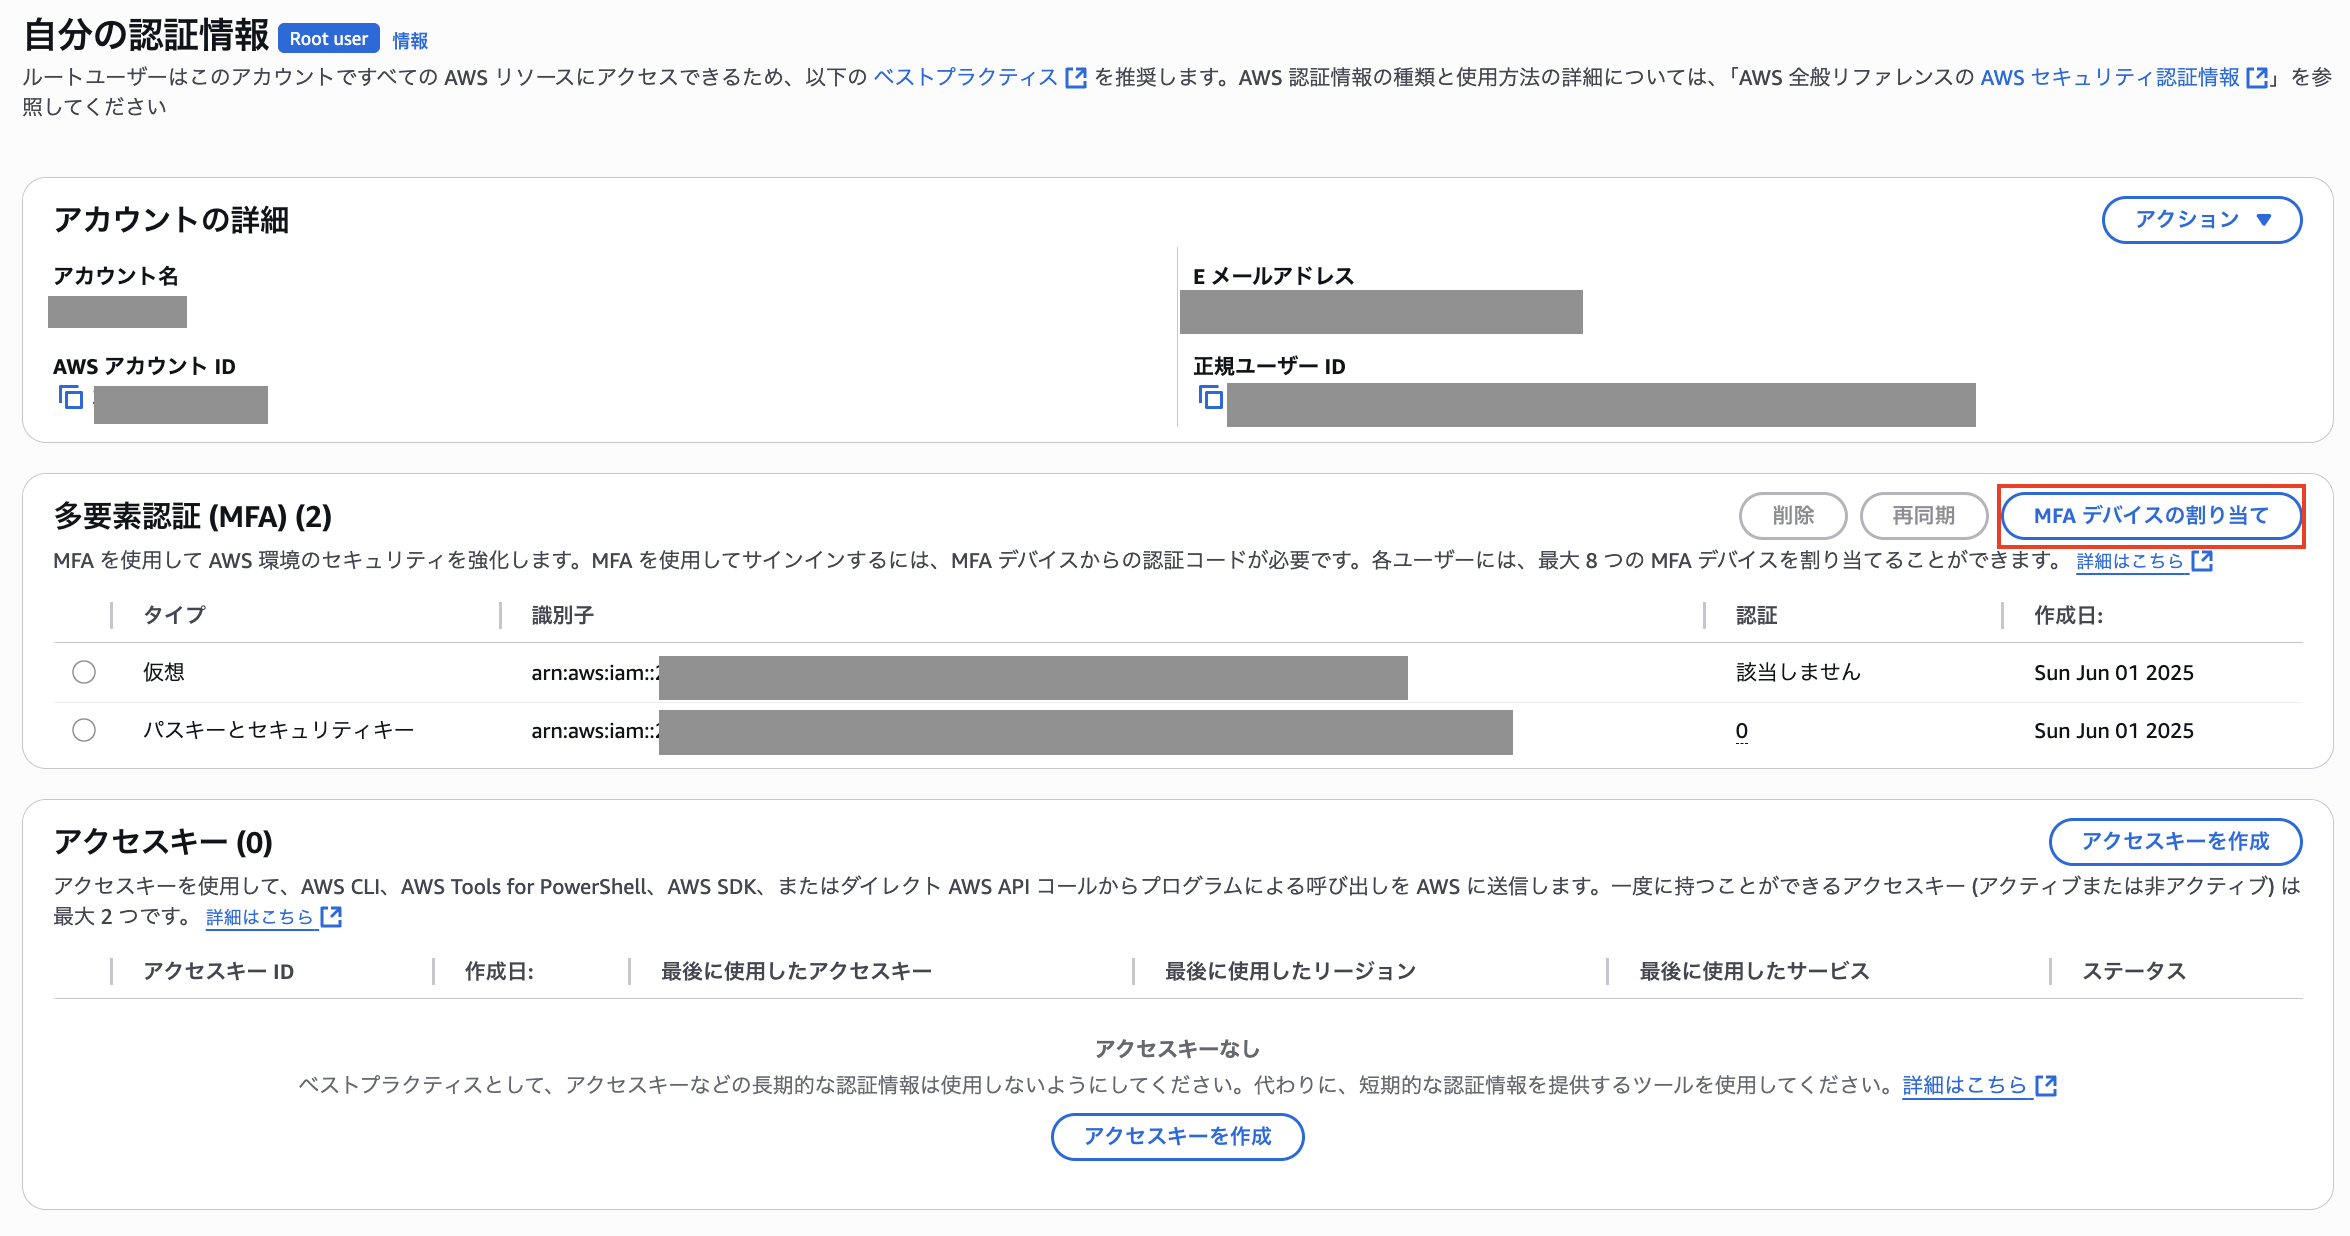 自分の認証情報 Root user 情報
ルートユーザーはこのアカウントですべての AWS リソースにアクセスできるため、以下の ベストプラクティス を推奨します。AWS 認証情報の種類と使用方法の詳細については、「AWS 全般リファレンスの AWS セキュリティ認証情報 」を参
照してください
アカウントの詳細
アクション
アカウント名
E メールアドレス
AWS アカウント ID
正規ユーザー ID
多要素認証 (MFA) (2)
削除 再同期 MFA デバイスの割り当て
MFA を使用して AWS 環境のセキュリティを強化します。MFA を使用してサインインするには、MFA デバイスからの認証コードが必要です。各ユーザーには、最大 8 つの MFA デバイスを割り当てることができます。 詳細はこちら
タイプ 識別子 認証 作成日:
仮想 arn:aws:iam:: 該当しません Sun Jun 01 2025
パスキーとセキュリティキー arn:aws:iam:: 0 Sun Jun 01 2025
アクセスキー (0)
アクセスキーを作成
アクセスキーを使用して、AWS CLI、AWS Tools for PowerShell、AWS SDK、またはダイレクト AWS API コールからプログラムによる呼び出しを AWS に送信します。一度に持つことができるアクセスキー (アクティブまたは非アクティブ) は
最大 2 つです。 詳細はこちら
アクセスキー ID 作成日: 最後に使用したアクセスキー 最後に使用したリージョン 最後に使用したサービス ステータス
アクセスキーなし
ベストプラクティスとして、アクセスキーなどの長期的な認証情報は使用しないようにしてください。代わりに、短期的な認証情報を提供するツールを使用してください。詳細はこちら
アクセスキーを作成